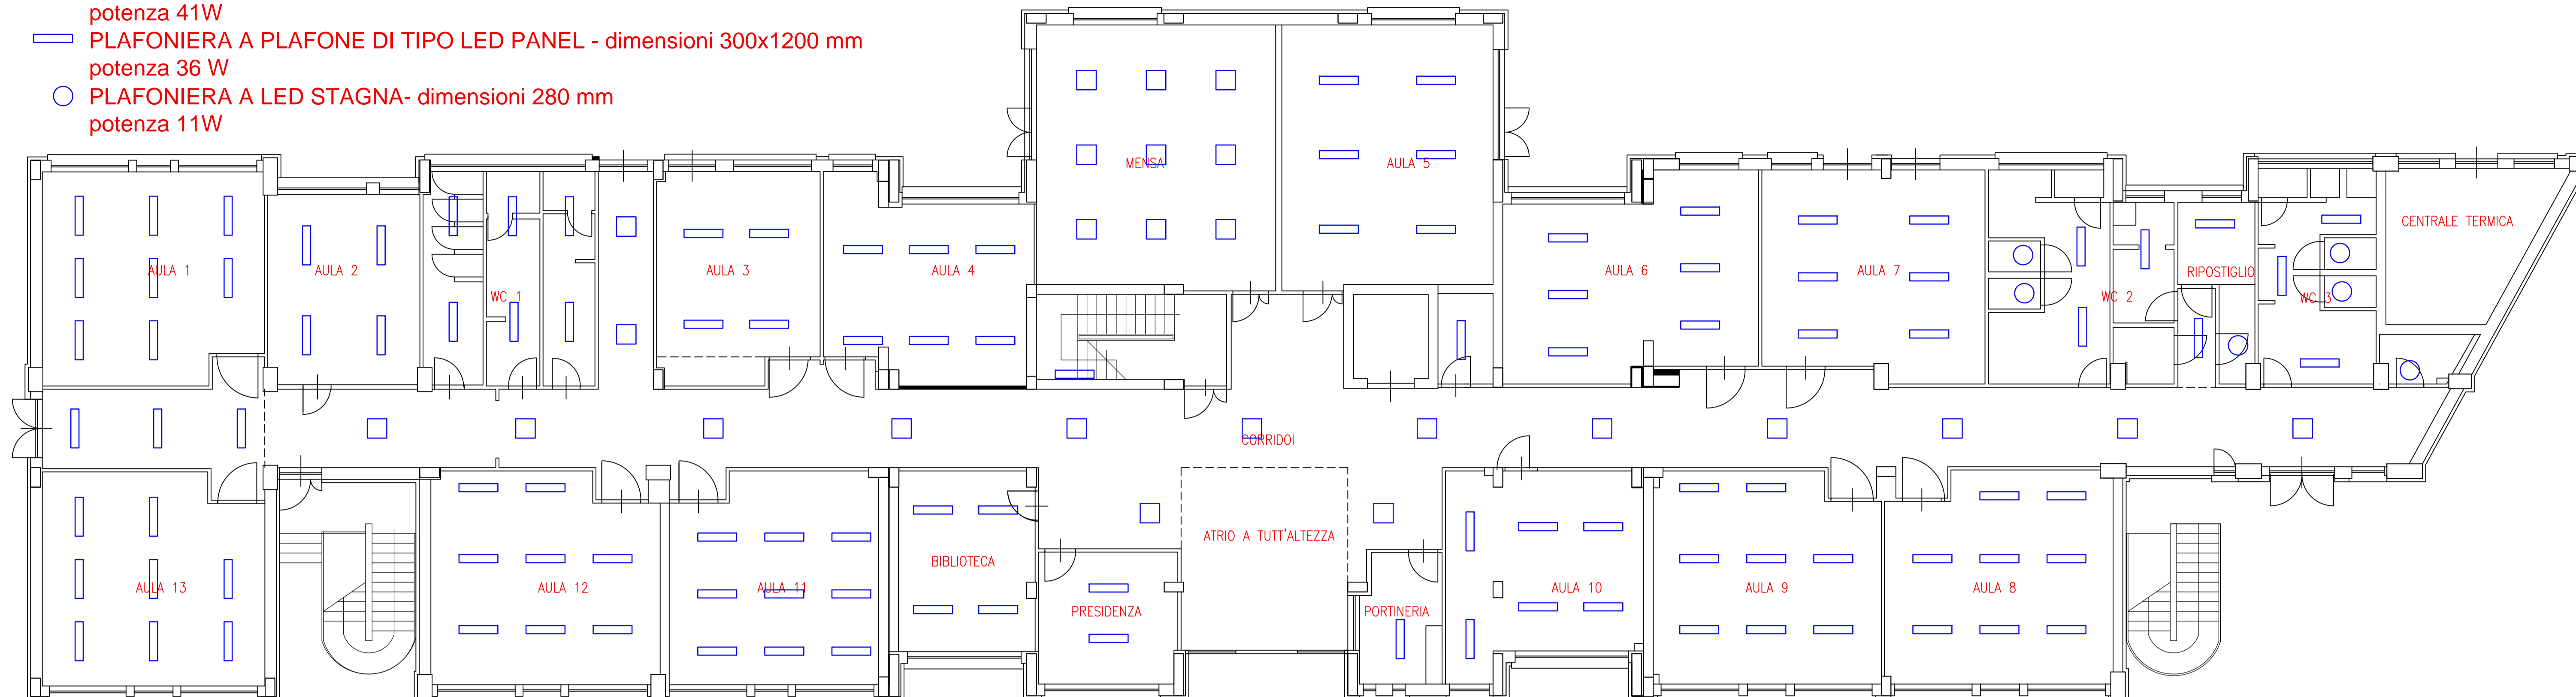 potenza 41W
PLAFONIERA A PLAFONE DI TIPO LED PANEL - dimensioni 300x1200 mm
potenza 36 W
PLAFONIERA A LED STAGNA- dimensioni 280 mm
potenza 11W
MENSA
AULA 5
AULA 1
AULA 2
WC 1
AULA 3
AULA 4
AULA 6
AULA 7
WC 2
RIPOSTIGLIO
WC 3
CENTRALE TERMICA
CORRIDOI
AULA 13
AULA 12
AULA 11
BIBLIOTECA
PRESIDENZA
ATRIO A TUTT'ALTEZZA
PORTINERIA
AULA 10
AULA 9
AULA 8